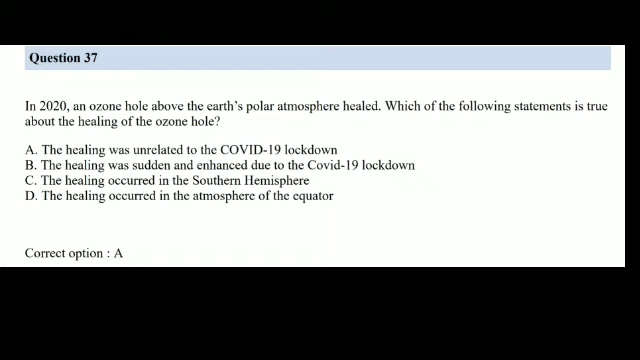 Question 37
In 2020, an ozone hole above the earth's polar atmosphere healed. Which of the following statements is true
about the healing of the ozone hole?
A. The healing was unrelated to the COVID-19 lockdown
B. The healing was sudden and enhanced due to the Covid-19 lockdown
C. The healing occurred in the Southern Hemisphere
D. The healing occurred in the atmosphere of the equator
Correct option : A